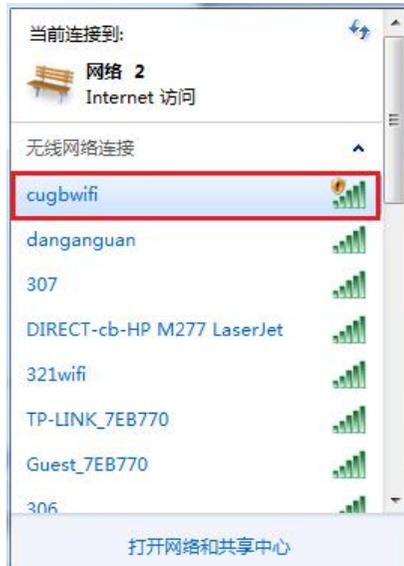 当前连接到:
网络 2
Internet 访问
无线网络连接
cugbwifi
danganguan
307
DIRECT-cb-HP M277 LaserJet
321wifi
TP-LINK_7EB770
Guest_7EB770
306
打开网络和共享中心